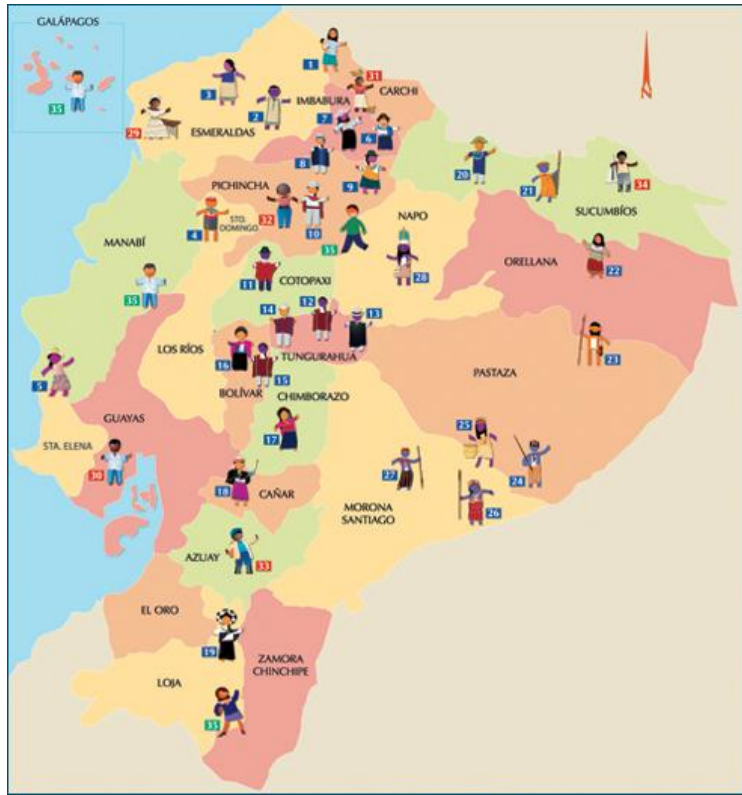 GALÁPAGOS
35
1
31
CARCHI
3
IMBABURA
2
7
6
29
ESMERALDAS
8
9
20
21
34
PICHINCHA
SUCUMBÍOS
4
STO.
DOMINGO
32
10
NAPO
MANABÍ
35
ORELLANA
11
COTOPAXI
28
22
35
14
12
13
LOS RÍOS
TUNGURAHUA
16
15
23
PASTAZA
5
BOLÍVAR
CHIMBORAZO
GUAYAS
25
STA. ELENA
17
27
24
30
18
CAÑAR
MORONA
SANTIAGO
26
AZUAY
33
EL ORO
19
ZAMORA
CHINCHIPE
LOJA
35